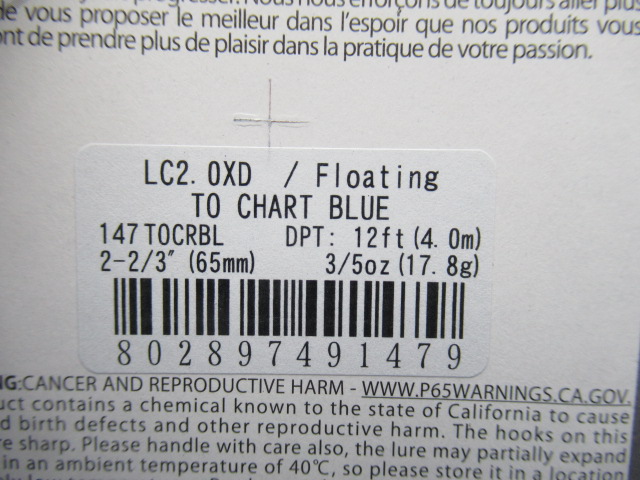 de vous proposer le meilleur dans l'espoir que nos produits vous
de prendre plus de plaisir dans la pratique de votre passion.
LC2.0XD / Floating
TO CHART BLUE
147 TOCRBL DPT: 12ft (4.0m)
2-2/3" (65mm) 3/5oz (17.8g)
802897491479
:CANCER AND REPRODUCTIVE HARM - WWW.P65WARNINGS.CA.GOV.
contains a chemical known to the state of California to cause
birth defects and other reproductive harm. The hooks on this
sharp. Please handle with care also, the lure may partially expand
in an ambient temperature of 40°C, so please store it in a location